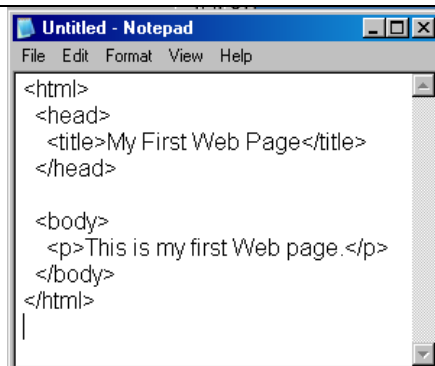 Untitled - Notepad
File Edit Format View Help
<html>
<head>
<title>My First Web Page</title>
</head>
<body>
<p>This is my first Web page.</p>
</body>
</html>